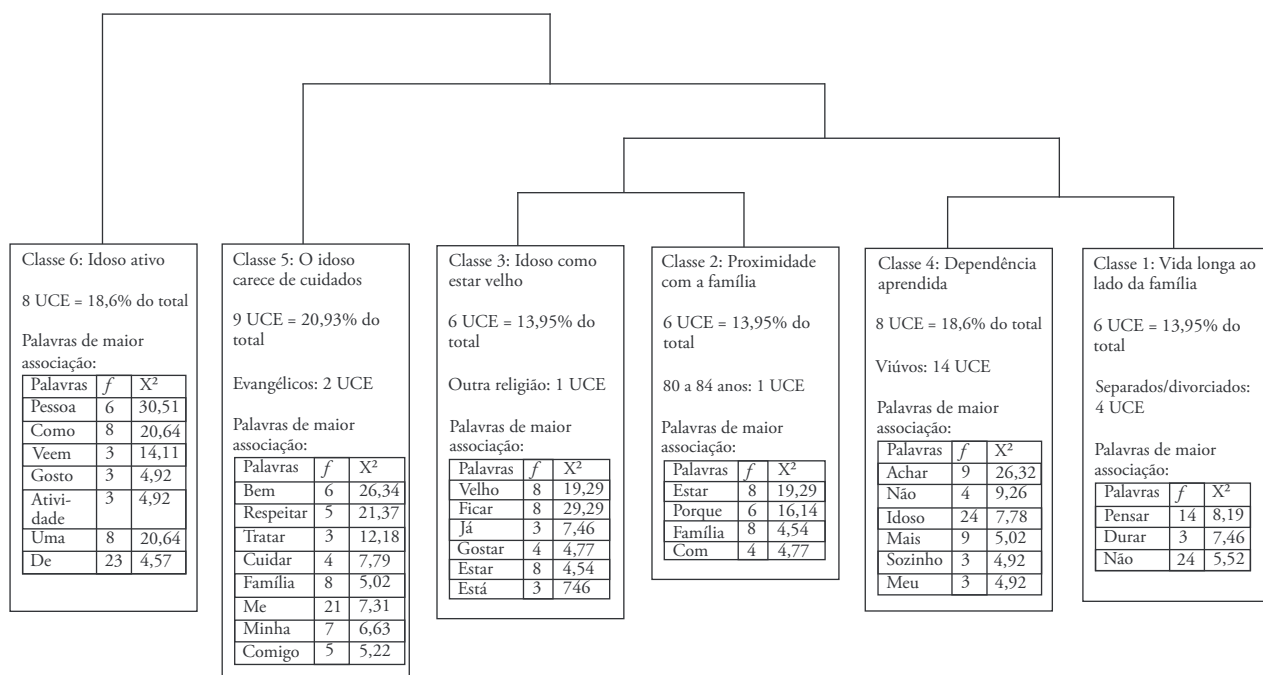 Classe 6: Idoso ativo
8 UCE = 18,6% do total
Palavras de maior
associação:
Palavras f X²
Pessoa 6 30,51
Como 8 20,64
Veem 3 14,11
Gosto 3 4,92
Ativi-
dade 3 4,92
Uma 8 20,64
De 23 4,57
Classe 5: O idoso
carece de cuidados
9 UCE = 20,93% do
total
Evangélicos: 2 UCE
Palavras de maior
associação:
Palavras f X²
Bem 6 26,34
Respeitar 5 21,37
Tratar 3 12,18
Cuidar 4 7,79
Família 8 5,02
Me 21 7,31
Minha 7 6,63
Comigo 5 5,22
Classe 3: Idoso como
estar velho
6 UCE = 13,95% do
total
Outra religião: 1 UCE
Palavras de maior
associação:
Palavras f X²
Velho 8 19,29
Ficar 8 29,29
Já 3 7,46
Gostar 4 4,77
Estar 8 4,54
Está 3 746
Classe 2: Proximidade
com a família
6 UCE = 13,95% do
total
80 a 84 anos: 1 UCE
Palavras de maior
associação:
Palavras f X²
Estar 8 19,29
Porque 6 16,14
Família 8 4,54
Com 4 4,77
Classe 4: Dependência
aprendida
8 UCE = 18,6% do total
Viúvos: 14 UCE
Palavras de maior
associação:
Palavras f X²
Achar 9 26,32
Não 4 9,26
Idoso 24 7,78
Mais 9 5,02
Sozinho 3 4,92
Meu 3 4,92
Classe 1: Vida longa ao
lado da família
6 UCE = 13,95% do
total
Separados/divorciados:
4 UCE
Palavras de maior
associação:
Palavras f X²
Pensar 14 8,19
Durar 3 7,46
Não 24 5,52